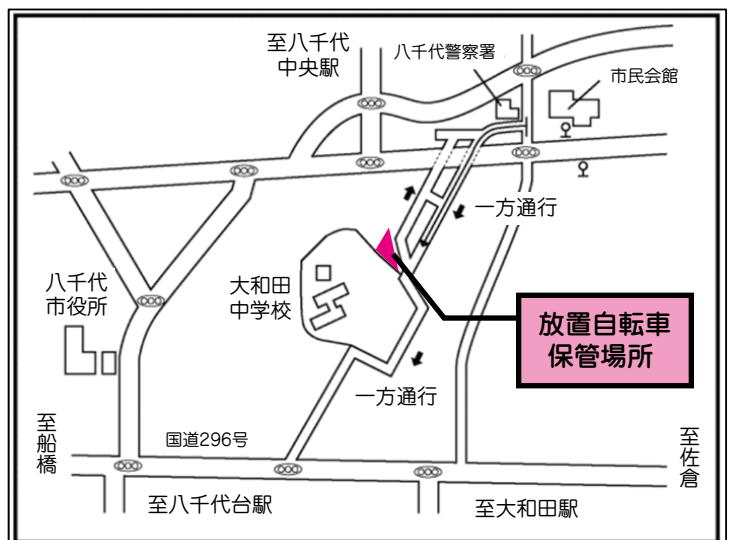 至八千代
中央駅
八千代警察署
市民会館
一方通行
八千代
市役所
大和田
中学校
放置自転車
保管場所
一方通行
至船橋
国道296号
至佐倉
至八千代台駅
至大和田駅